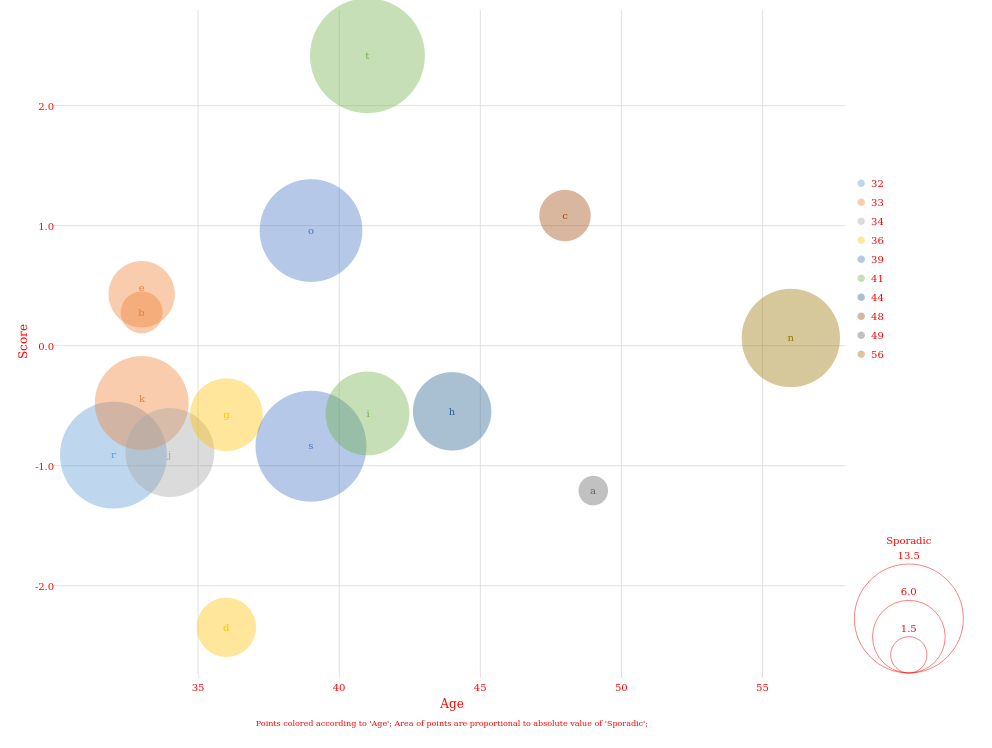 t
2.0
c
1.0
o
32
33
34
36
39
41
44
48
49
56
e
b
n
0.0
Score
k
g
i
h
s
r
j
-1.0
a
-2.0
d
Sporadic
13.5
6.0
1.5
35
40
45
50
55
Age
Points colored according to 'Age'; Area of points are proportional to absolute value of 'Sporadic';